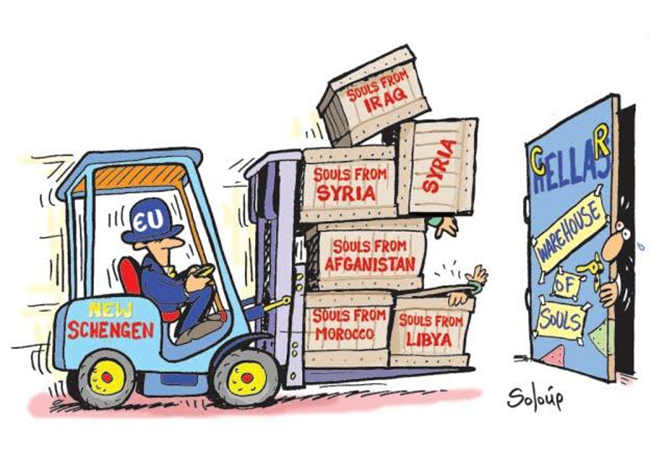 SOULS FROM
IRAQ
SOULS FROM
SYRIA
SYRIA
EU
SOULS FROM
AFGANISTAN
NEW
SCHENGEN
SOULS FROM
MOROCCO
SOULS FROM
LIBYA
C R
HELLAS
WAREHOUSE
OF
SOULS
Soloúp